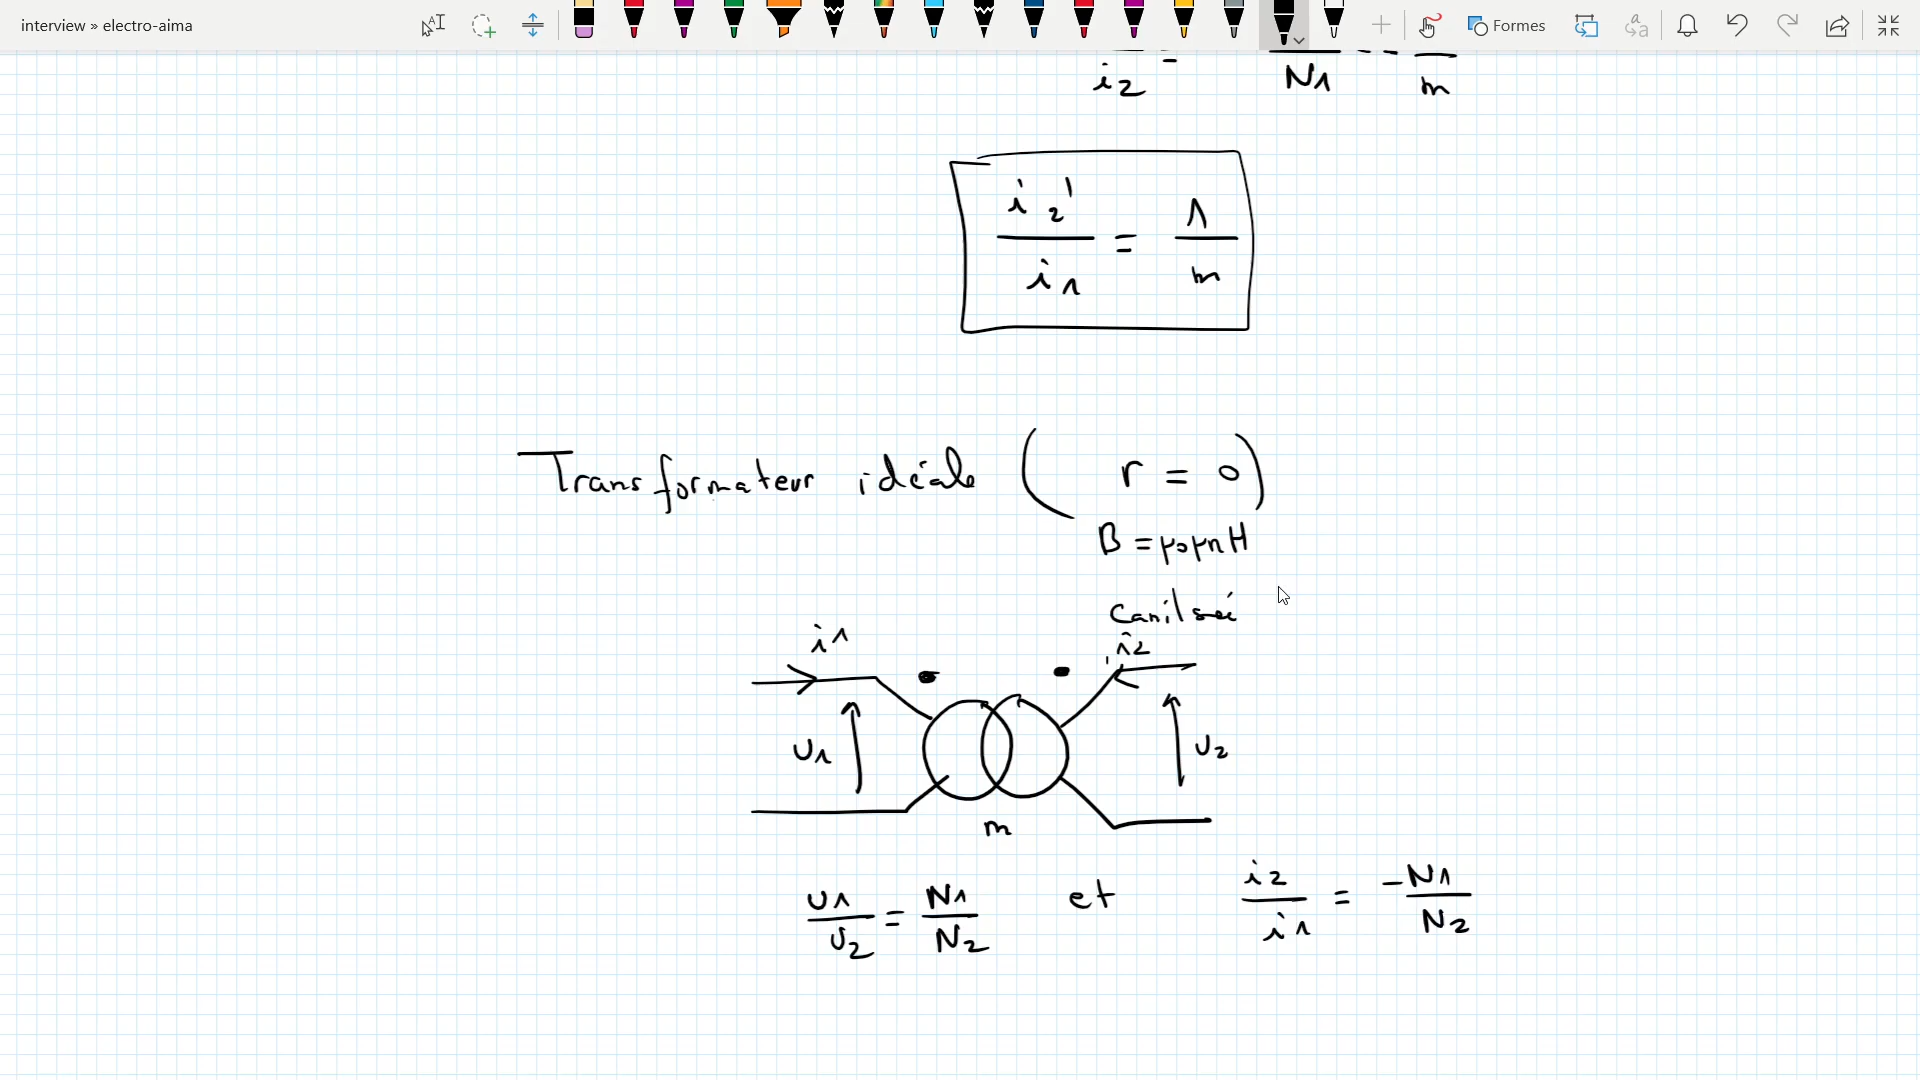 interview » electro-aima
Formes
i2 = N1 m
i2' / i1 = 1 / m
Transformateur idéale ( r = 0 )
B = μ0μrH
i1 i2
U1 U2
m
U1 / U2 = N1 / N2 et i2 / i1 = -N1 / N2